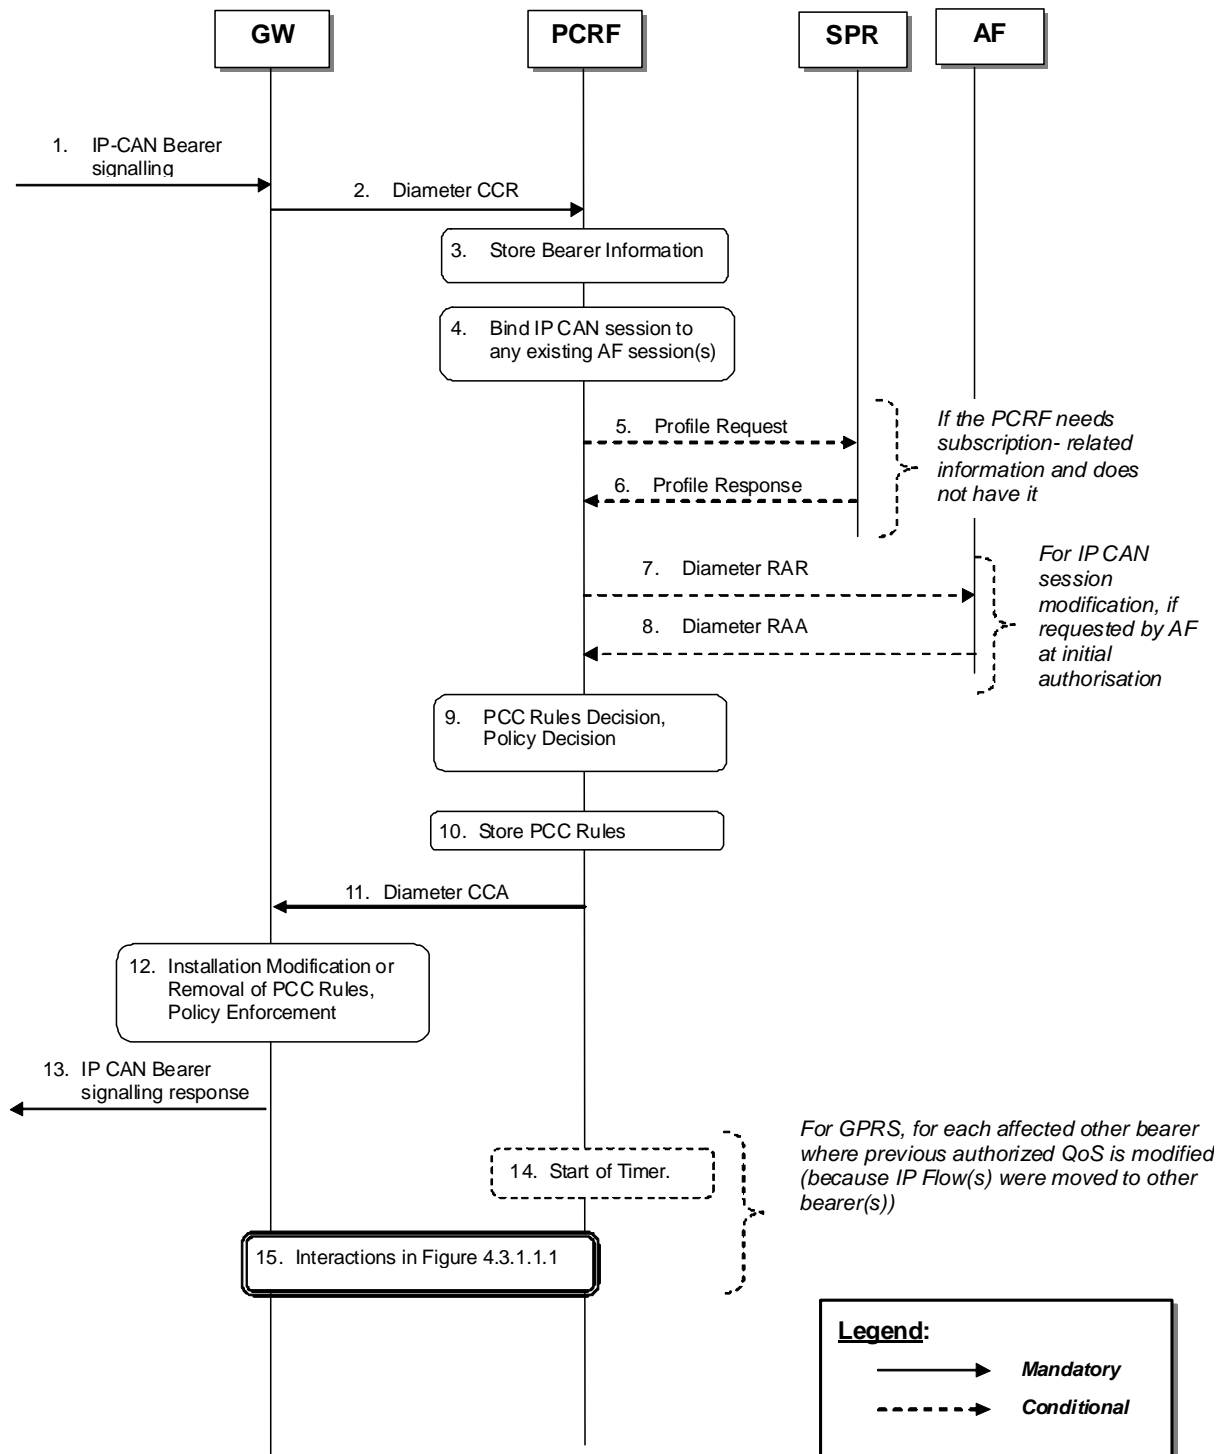 GW
PCRF
SPR
AF
1. IP-CAN Bearer
signalling
2. Diameter CCR
3. Store Bearer Information
4. Bind IP CAN session to
any existing AF session(s)
5. Profile Request
6. Profile Response
If the PCRF needs
subscription- related
information and does
not have it
7. Diameter RAR
8. Diameter RAA
For IP CAN
session
modification, if
requested by AF
at initial
authorisation
9. PCC Rules Decision,
Policy Decision
10. Store PCC Rules
11. Diameter CCA
12. Installation Modification or
Removal of PCC Rules,
Policy Enforcement
13. IP CAN Bearer
signalling response
14. Start of Timer.
For GPRS, for each affected other bearer
where previous authorized QoS is modified
(because IP Flow(s) were moved to other
bearer(s))
15. Interactions in Figure 4.3.1.1.1
Legend:
Mandatory
Conditional